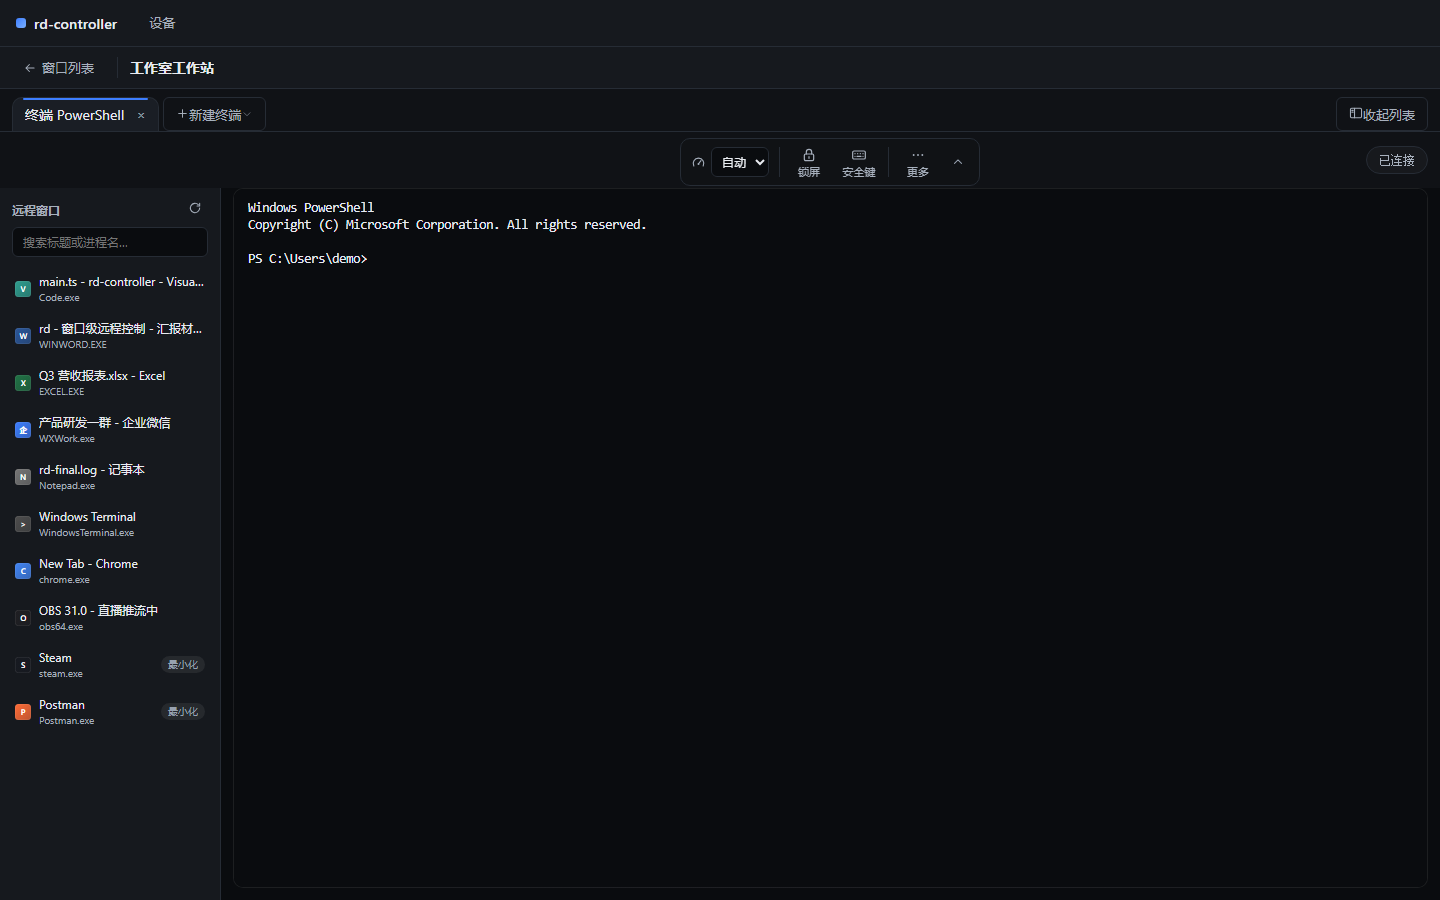 rd-controller 设备
← 窗口列表 工作室工作站
终端 PowerShell × +新建终端 收起列表
自动 锁屏 安全键 ... 更多 已连接
远程窗口
搜索标题或进程名...
V main.ts - rd-controller - Visua...
Code.exe
W rd - 窗口级远程控制 - 汇报材...
WINWORD.EXE
X Q3 营收报表.xlsx - Excel
EXCEL.EXE
企 产品研发一群 - 企业微信
WXWork.exe
N rd-final.log - 记事本
Notepad.exe
> Windows Terminal
WindowsTerminal.exe
C New Tab - Chrome
chrome.exe
O OBS 31.0 - 直播推流中
obs64.exe
S Steam 最小化
steam.exe
P Postman 最小化
Postman.exe
Windows PowerShell
Copyright (C) Microsoft Corporation. All rights reserved.
PS C:\Users\demo>